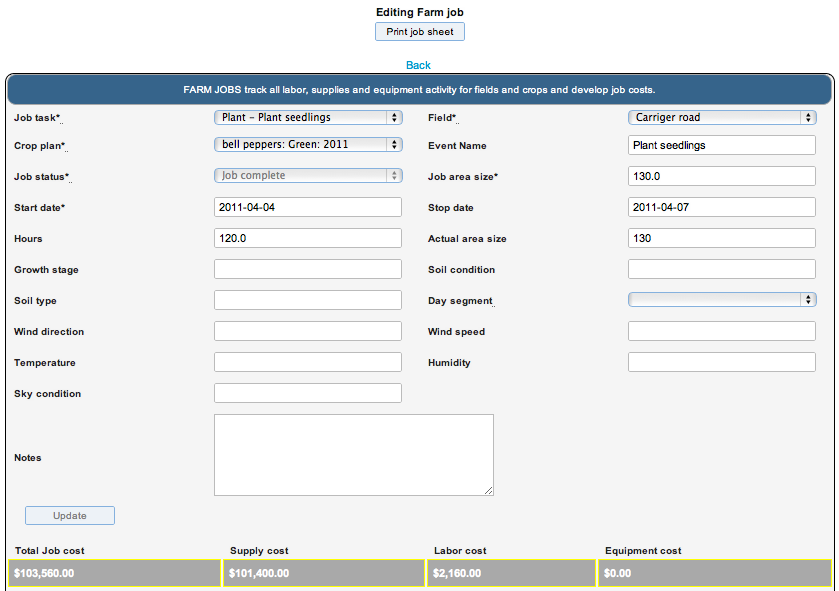 Editing Farm job
Print job sheet
Back
FARM JOBS track all labor, supplies and equipment activity for fields and crops and develop job costs.
Job task* Plant – Plant seedlings Field* Carriger road
Crop plan* bell peppers: Green: 2011 Event Name Plant seedlings
Job status* Job complete Job area size* 130.0
Start date* 2011-04-04 Stop date 2011-04-07
Hours 120.0 Actual area size 130
Growth stage Soil condition
Soil type Day segment
Wind direction Wind speed
Temperature Humidity
Sky condition
Notes
Update
Total Job cost Supply cost Labor cost Equipment cost
$103,560.00 $101,400.00 $2,160.00 $0.00